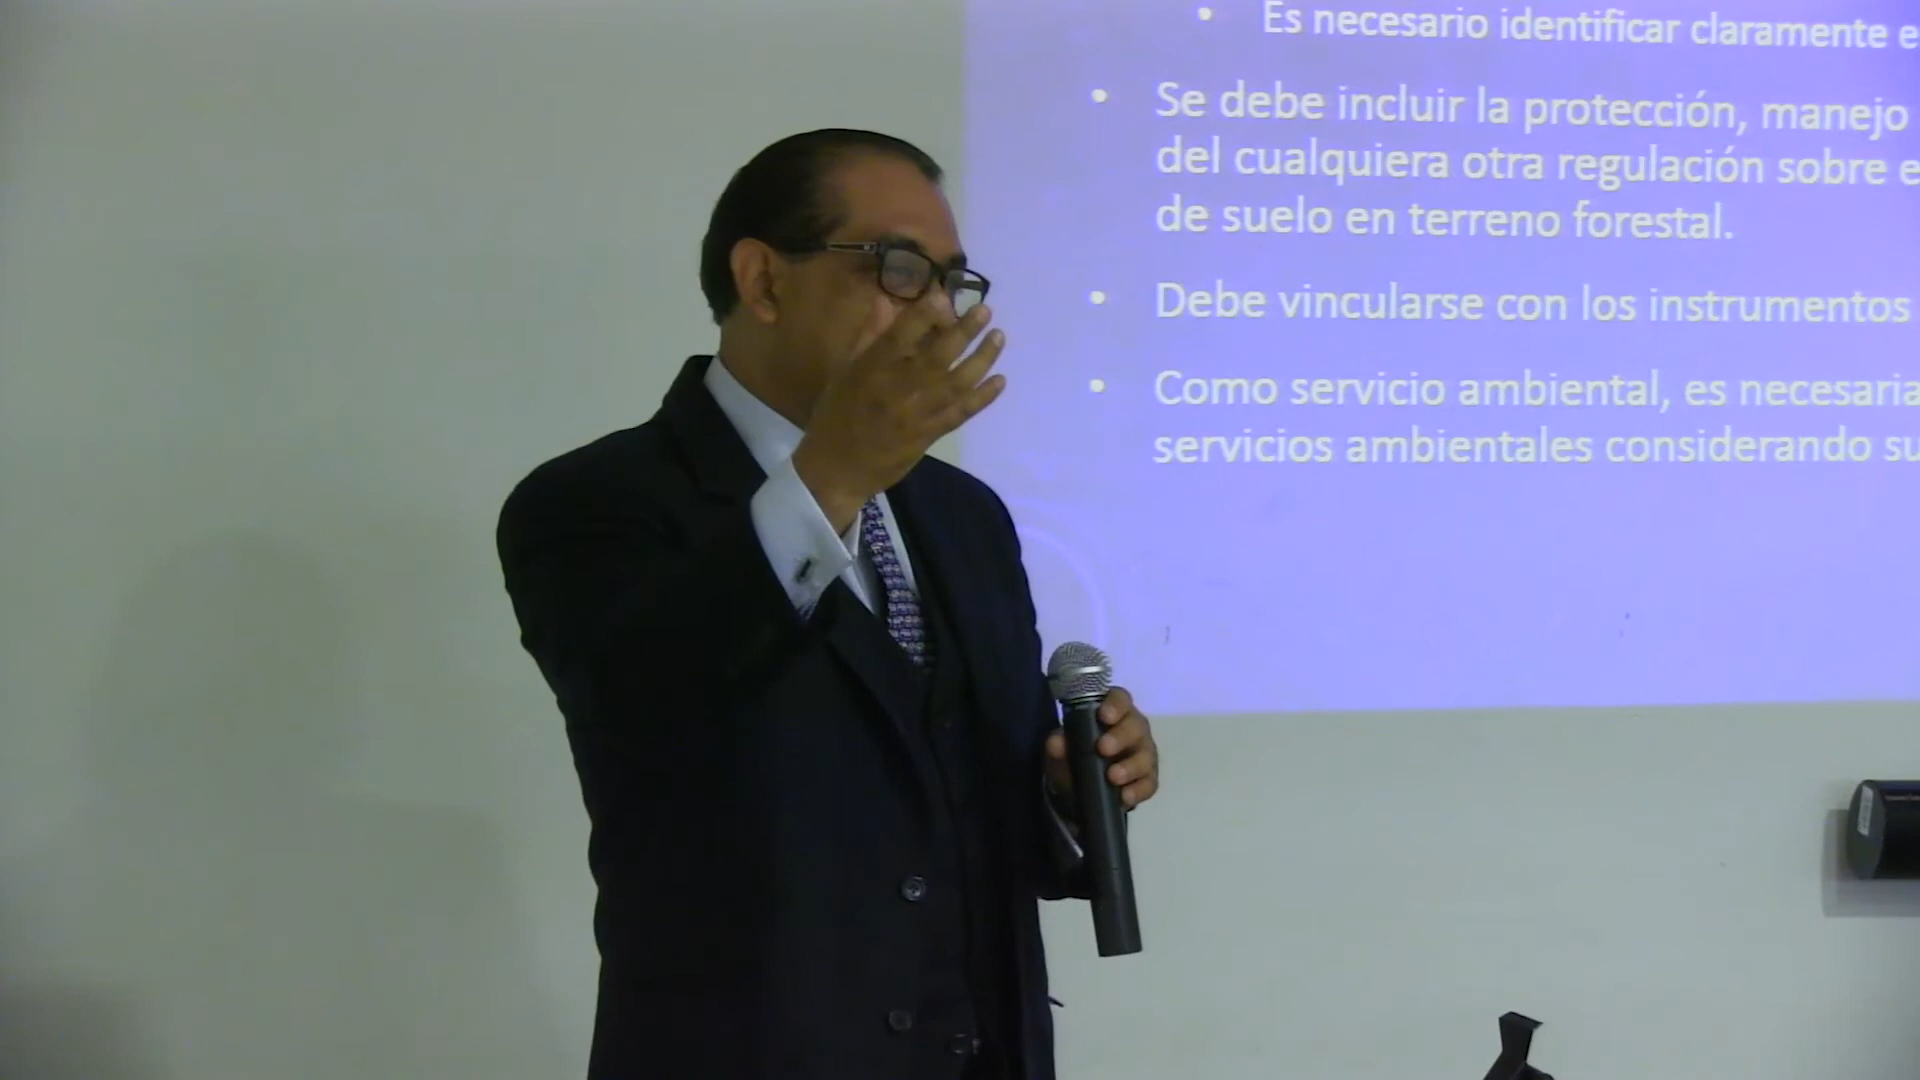 Es necesario identificar claramente e
Se debe incluir la protección, manejo
del cualquiera otra regulación sobre e
de suelo en terreno forestal.
Debe vincularse con los instrumentos
Como servicio ambiental, es necesaria
servicios ambientales considerando su